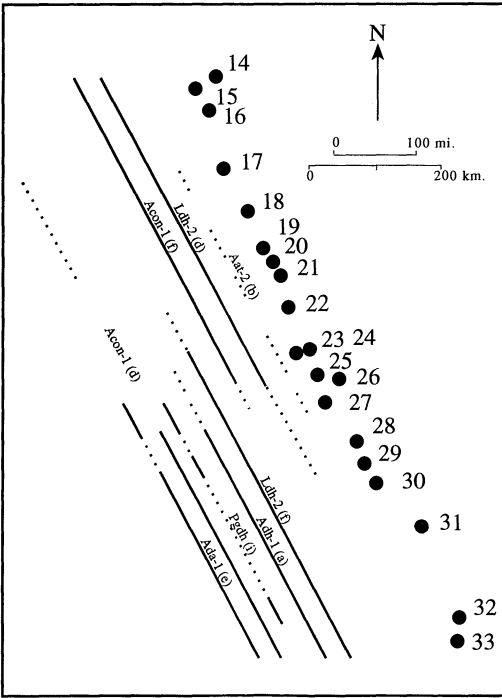 N
14
15
16
0 100 mi.
0 200 km.
17
18
19
20
21
22
23 24
25
26
27
28
29
30
31
32
33
Acon-1 (f)
Ldh-2 (d)
Aat-2 (b)
Acon-1 (d)
Ldh-2 (f)
Adh-1 (a)
Pgdh (i)
Ada-1 (e)